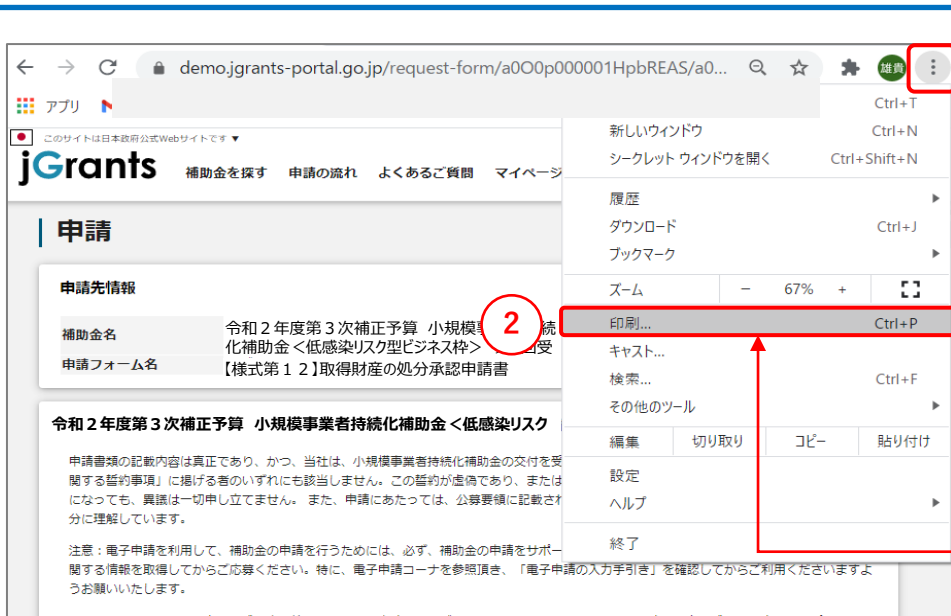 demo.jgrants-portal.go.jp/request-form/a0O0p000001HpbREAS/a0...
雄貴
アプリ
Ctrl+T
新しいウィンドウ Ctrl+N
シークレット ウィンドウを開く Ctrl+Shift+N
このサイトは日本政府公式Webサイトです ▼
jGrants 補助金を探す 申請の流れ よくあるご質問 マイページ
履歴
ダウンロード Ctrl+J
ブックマーク
申請
ズーム － 67% +
申請先情報
印刷... Ctrl+P
補助金名 令和２年度第３次補正予算 小規模事 続
化補助金＜低感染リスク型ビジネス枠＞ 受
2
申請フォーム名 【様式第１２】取得財産の処分承認申請書
キャスト...
検索... Ctrl+F
その他のツール
編集 切り取り コピー 貼り付け
設定
ヘルプ
終了
令和２年度第３次補正予算 小規模事業者持続化補助金＜低感染リスク
申請書類の記載内容は真正であり、かつ、当社は、小規模事業者持続化補助金の交付を受
関する誓約事項」に掲げる者のいずれにも該当しません。この誓約が虚偽であり、または
になっても、異議は一切申し立てません。 また、申請にあたっては、公募要領に記載され
分に理解しています。
注意：電子申請を利用して、補助金の申請を行うためには、必ず、補助金の申請をサポー
関する情報を取得してからご応募ください。特に、電子申請コーナを参照頂き、「電子申請の入力手引き」を確認してからご利用くださいますよ
うお願いいたします。